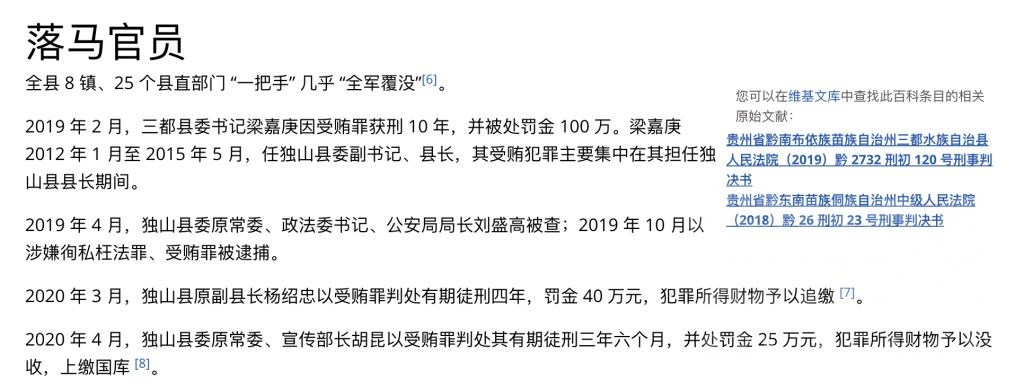 落马官员
全县 8 镇、25 个县直部门 “一把手” 几乎 “全军覆没”[6]。
2019 年 2 月，三都县委书记梁嘉庚因受贿罪获刑 10 年，并被处罚金 100 万。梁嘉庚
2012 年 1 月至 2015 年 5 月，任独山县委副书记、县长，其受贿犯罪主要集中在其担任独
山县县长期间。
2019 年 4 月，独山县委原常委、政法委书记、公安局局长刘盛高被查；2019 年 10 月以
涉嫌徇私枉法罪、受贿罪被逮捕。
2020 年 3 月，独山县原副县长杨绍忠以受贿罪判处有期徒刑四年，罚金 40 万元，犯罪所得财物予以追缴 [7]。
2020 年 4 月，独山县委原常委、宣传部长胡昆以受贿罪判处其有期徒刑三年六个月，并处罚金 25 万元，犯罪所得财物予以没
收，上缴国库 [8]。
您可以在维基文库中查找此百科条目的相关
原始文献：
贵州省黔南布依族苗族自治州三都水族自治县
人民法院（2019）黔 2732 刑初 120 号刑事判
决书
贵州省黔东南苗族侗族自治州中级人民法院
（2018）黔 26 刑初 23 号刑事判决书